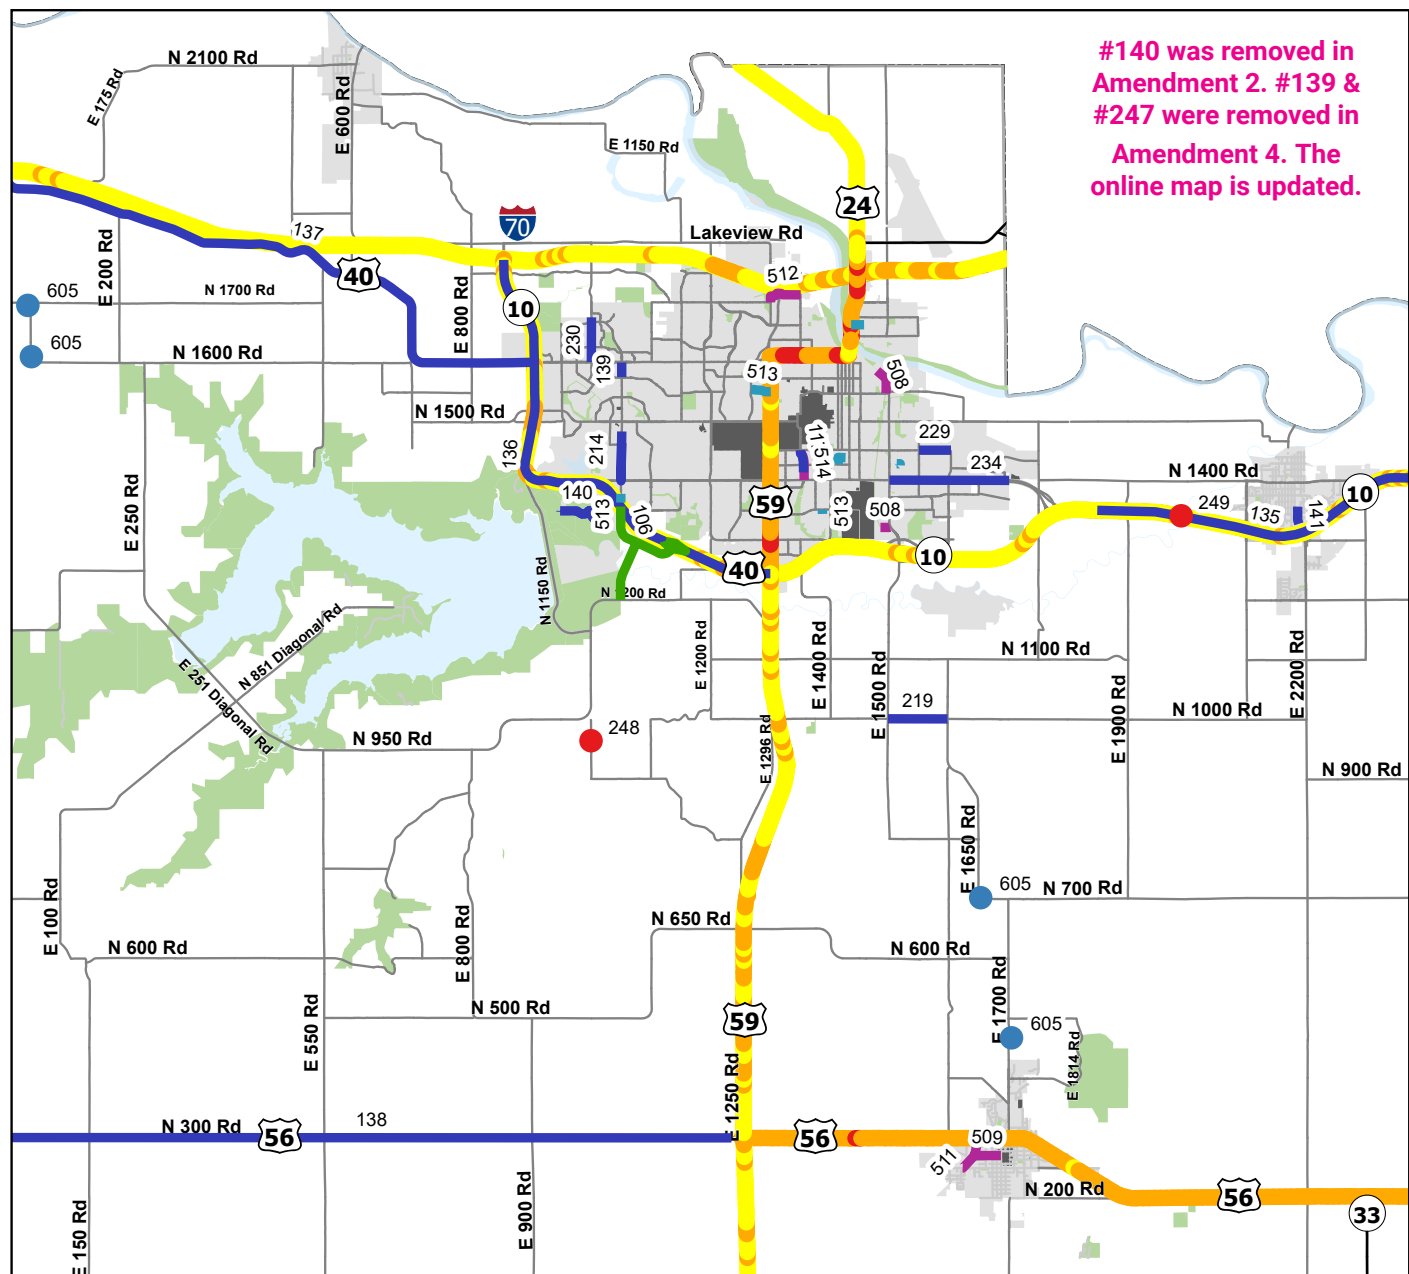 #140 was removed in
Amendment 2. #139 &
#247 were removed in
Amendment 4. The
online map is updated.
N 2100 Rd
E 175 Rd
E 600 Rd
E 1150 Rd
24
70
Lakeview Rd
137
40
512
E 200 Rd
605
N 1700 Rd
E 800 Rd
10
230
605
N 1600 Rd
139
513
508
N 1500 Rd
136
214
514
229
234
N 1400 Rd
E 250 Rd
140
513
106
59
513
508
249
135
141
10
10
40
N 1150 Rd
N 851 Diagonal Rd
E 251 Diagonal Rd
E 1200 Rd
E 1400 Rd
E 1500 Rd
N 1100 Rd
E 1900 Rd
E 2200 Rd
219
N 1000 Rd
248
N 950 Rd
E 1296 Rd
N 900 Rd
E 1650 Rd
605
N 700 Rd
E 100 Rd
N 600 Rd
E 800 Rd
N 650 Rd
N 600 Rd
E 1700 Rd
N 500 Rd
E 550 Rd
59
605
E 1814 Rd
E 1250 Rd
N 300 Rd
56
138
56
509
511
N 200 Rd
56
33
E 150 Rd
E 900 Rd